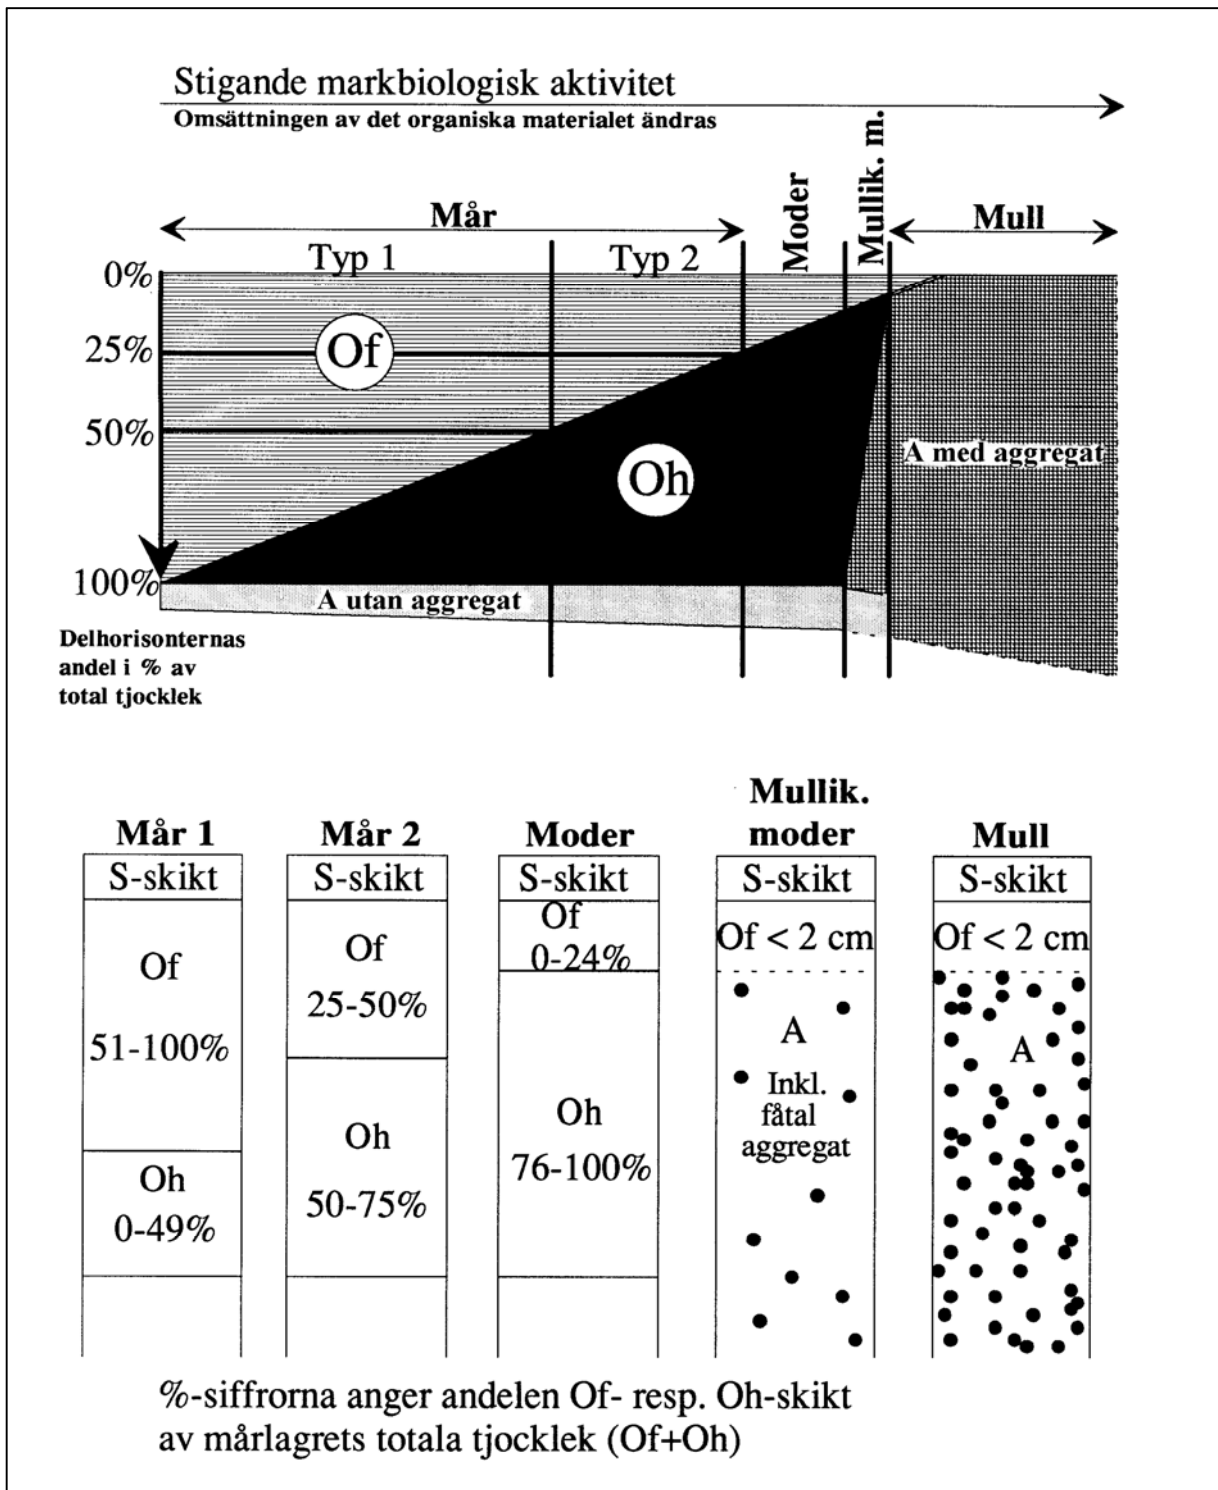 Stigande markbiologisk aktivitet
Omsättningen av det organiska materialet ändras
Mår
Moder
Mullik. m.
Mull
Typ 1
Typ 2
0%
25%
50%
100%
Of
Oh
A med aggregat
A utan aggregat
Delhorisonternas
andel i % av
total tjocklek
Mår 1
S-skikt
Of
51-100%
Oh
0-49%
Mår 2
S-skikt
Of
25-50%
Oh
50-75%
Moder
S-skikt
Of
0-24%
Oh
76-100%
Mullik.
moder
S-skikt
Of < 2 cm
A
Inkl.
fåtal
aggregat
Mull
S-skikt
Of < 2 cm
A
%-siffrorna anger andelen Of- resp. Oh-skikt
av mårlagrets totala tjocklek (Of+Oh)